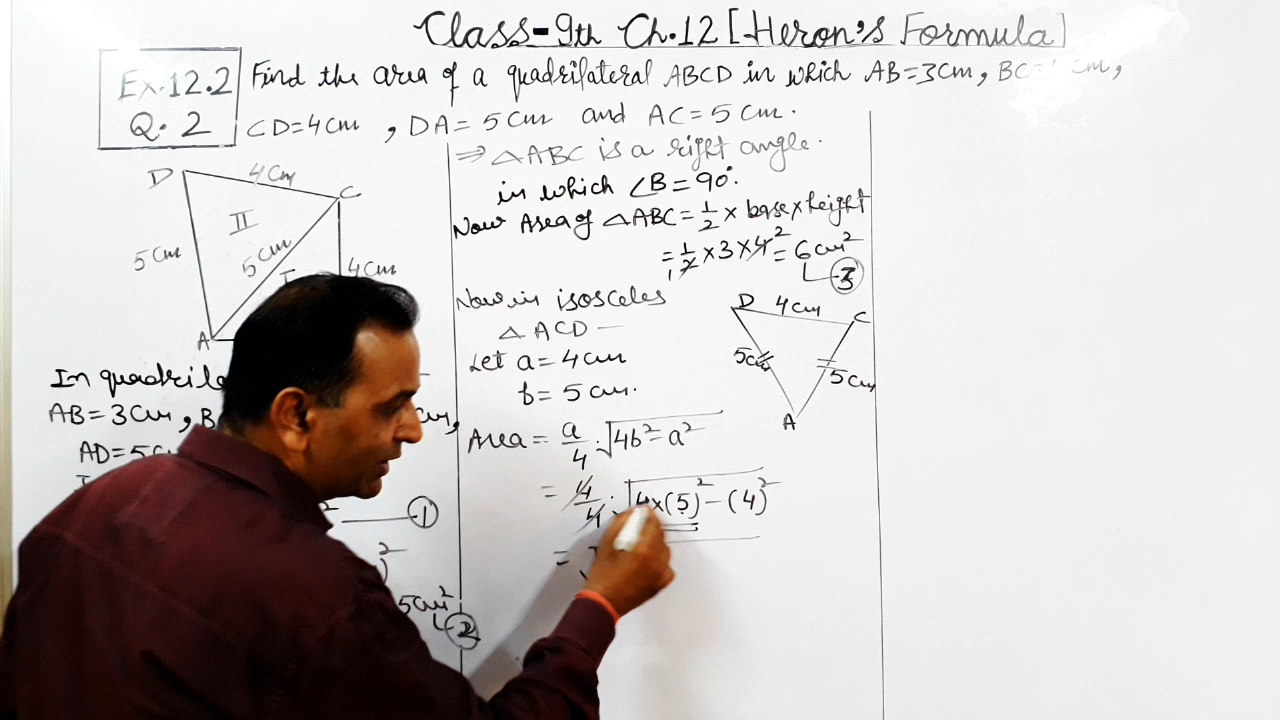 Class-9th Ch.12 [Heron's Formula]
Ex.12.2
Q. 2
Find the area of a quadrilateral ABCD in which AB=3cm, BC= cm,
CD=4cm , DA= 5cm and AC= 5cm.
D
4cm
C
II
5cm
5cm
I
4cm
A
In quadrile
AB=3cm, B cm,
AD=5c
1
5cm²
2
⇒ △ABC is a right angle.
in which ∠B=90°.
Now Area of △ABC = 1/2 × base × height
= 1/2 × 3 × 4 2 = 6cm²
1
3
Now in isosceles
△ ACD —
Let a = 4cm
b = 5cm.
D
4cm
C
5cm
5cm
A
Area = a/4 . √4b² - a²
= 4/4 . √4×(5)² - (4)²
= √